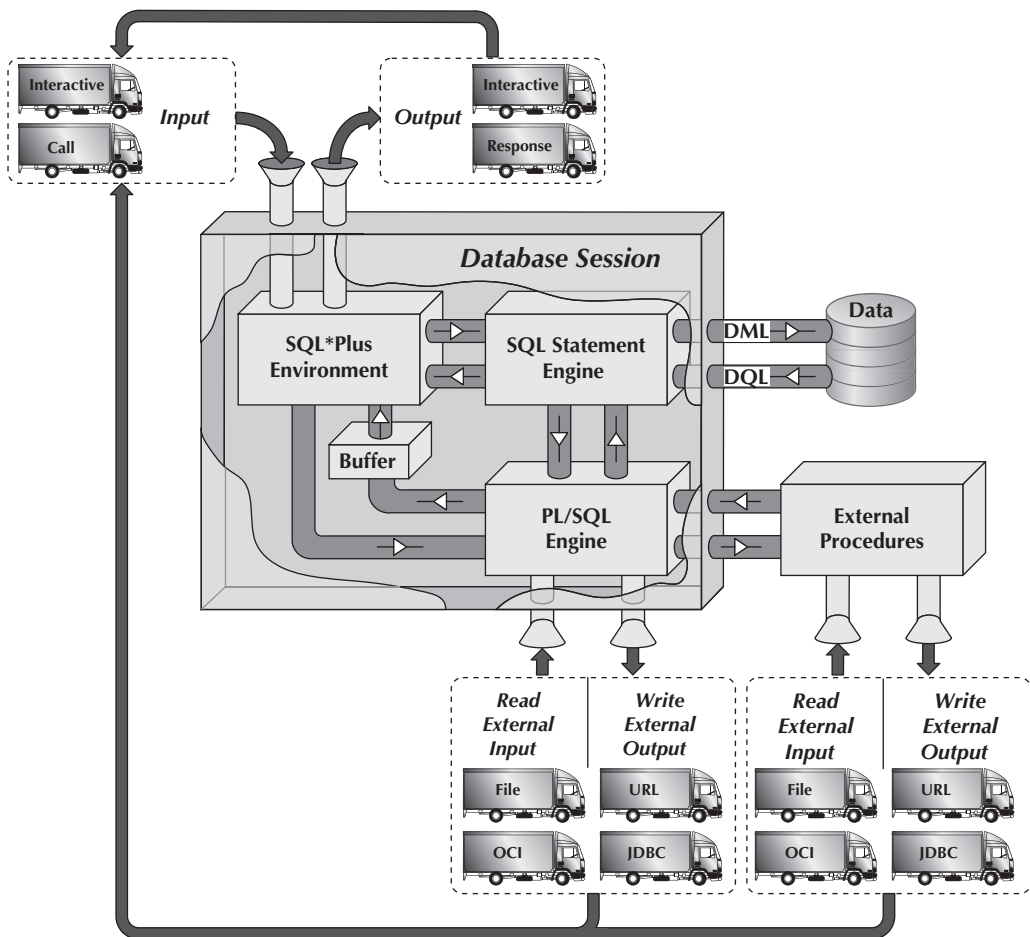 Interactive
Call
Input
Output
Interactive
Response
Database Session
SQL*Plus
Environment
SQL Statement
Engine
DML
DQL
Data
Buffer
PL/SQL
Engine
External
Procedures
Read
External
Input
Write
External
Output
File
URL
OCI
JDBC
Read
External
Input
Write
External
Output
File
URL
OCI
JDBC